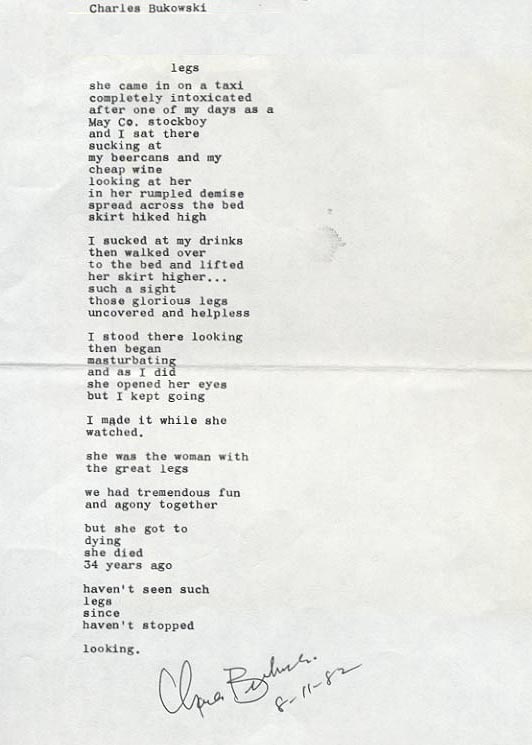 Charles Bukowski
legs
she came in on a taxi
completely intoxicated
after one of my days as a
May Co. stockboy
and I sat there
sucking at
my beercans and my
cheap wine
looking at her
in her rumpled demise
spread across the bed
skirt hiked high
I sucked at my drinks
then walked over
to the bed and lifted
her skirt higher...
such a sight
those glorious legs
uncovered and helpless
I stood there looking
then began
masturbating
and as I did
she opened her eyes
but I kept going
I made it while she
watched.
she was the woman with
the great legs
we had tremendous fun
and agony together
but she got to
dying
she died
34 years ago
haven't seen such
legs
since
haven't stopped
looking.
8-11-82